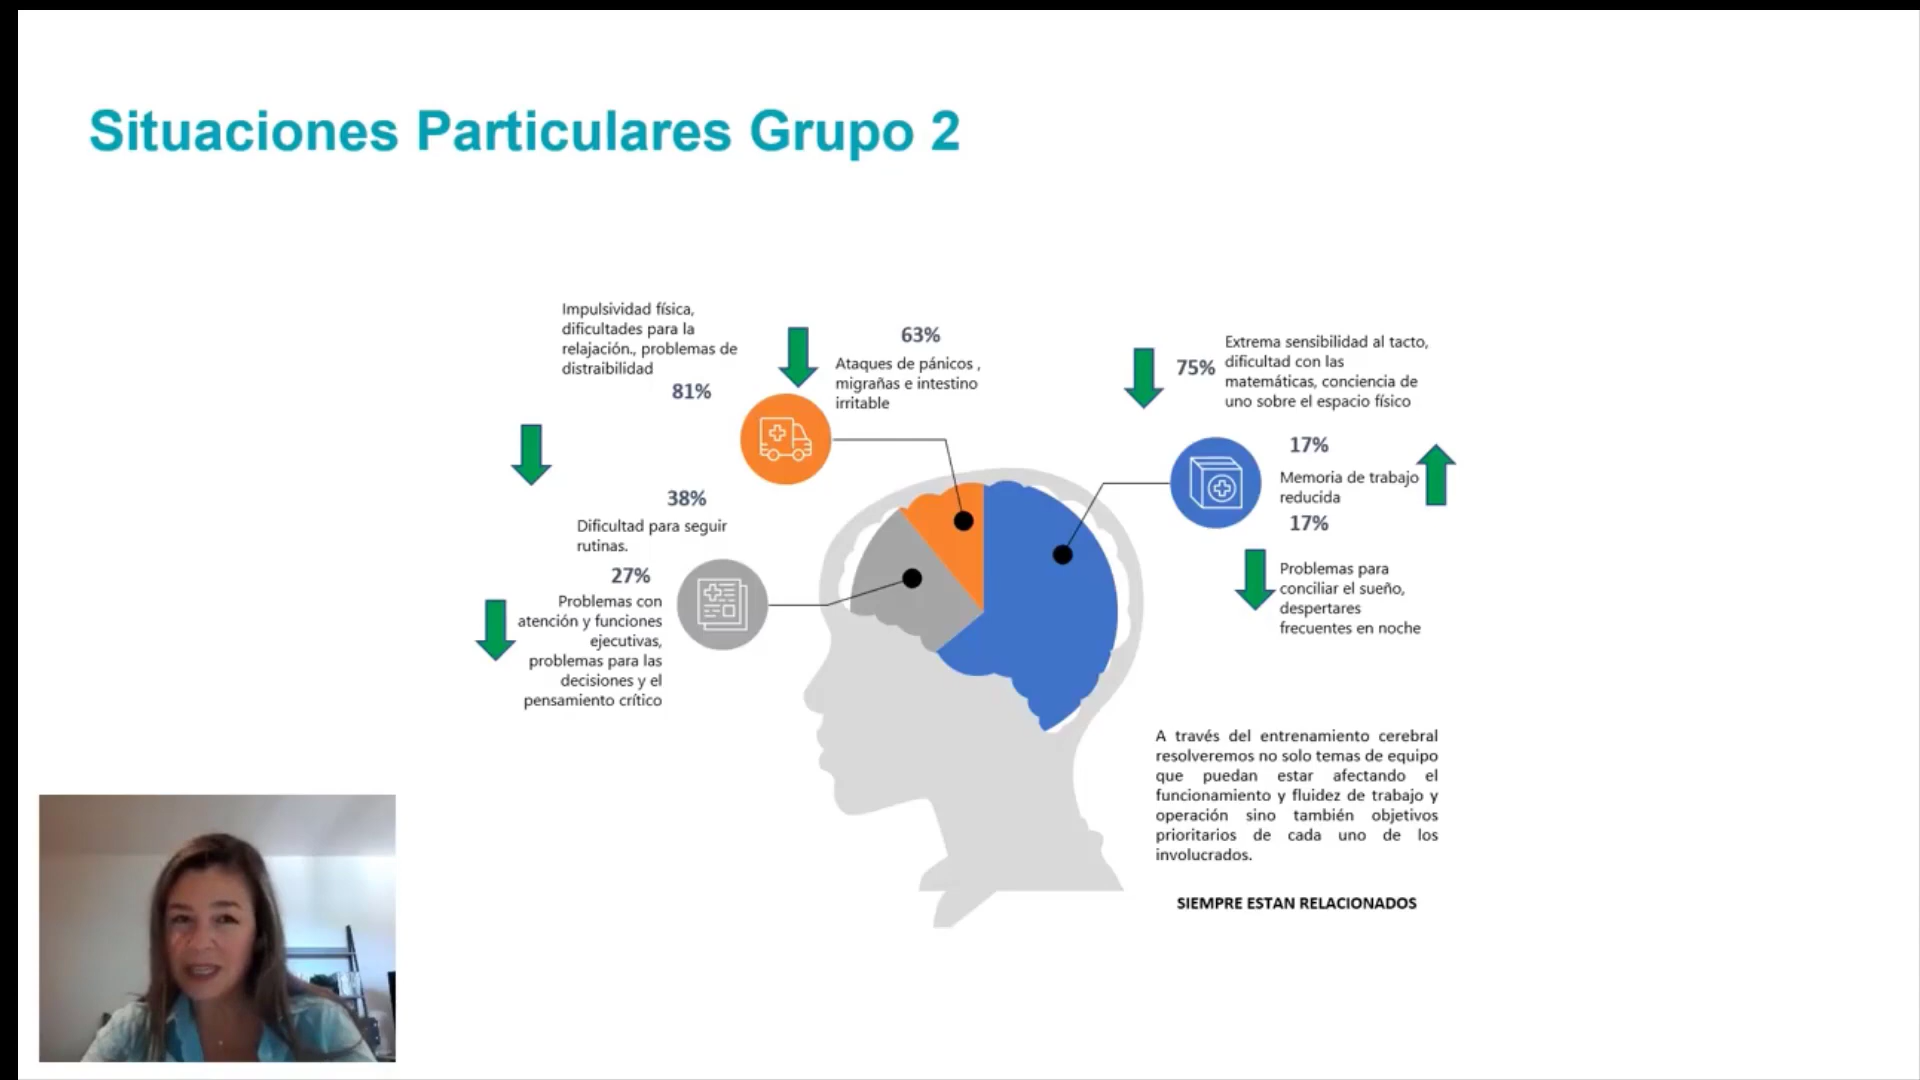 Situaciones Particulares Grupo 2
Impulsividad física,
dificultades para la
relajación., problemas de
distraibilidad
81%
63%
Ataques de pánicos ,
migrañas e intestino
irritable
75%
Extrema sensibilidad al tacto,
dificultad con las
matemáticas, conciencia de
uno sobre el espacio físico
17%
Memoria de trabajo
reducida
17%
Problemas para
conciliar el sueño,
despertares
frecuentes en noche
38%
Dificultad para seguir
rutinas.
27%
Problemas con
atención y funciones
ejecutivas,
problemas para las
decisiones y el
pensamiento crítico
A través del entrenamiento cerebral
resolveremos no solo temas de equipo
que puedan estar afectando el
funcionamiento y fluidez de trabajo y
operación sino también objetivos
prioritarios de cada uno de los
involucrados.
SIEMPRE ESTAN RELACIONADOS